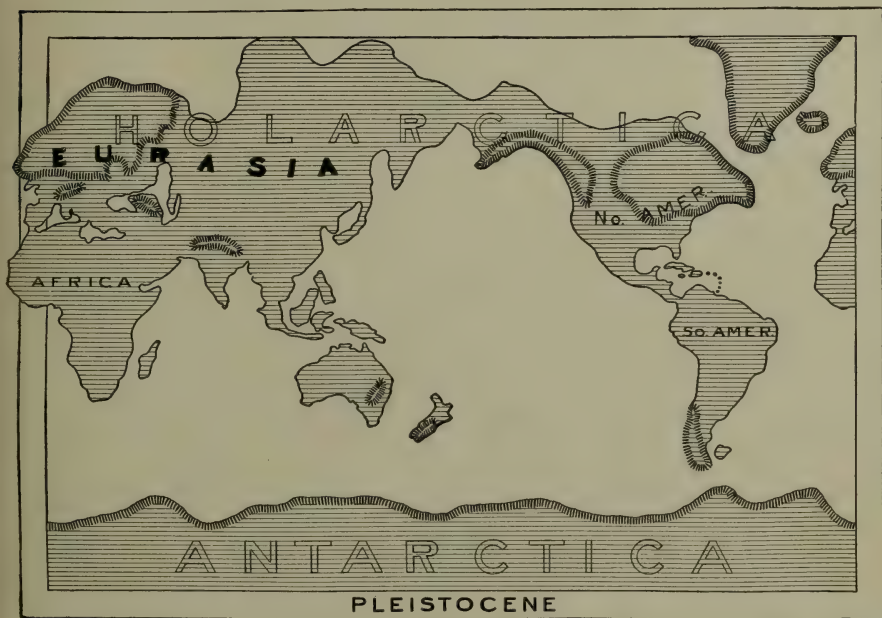 HOLARCTICA
EURASIA
No. AMER.
AFRICA
So. AMER.
ANTARCTICA
PLEISTOCENE